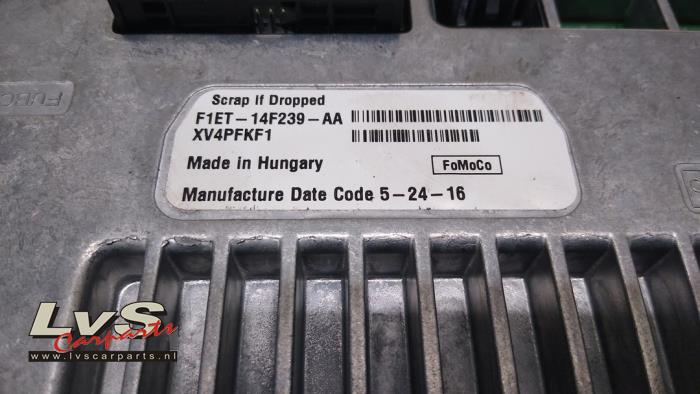 Scrap If Dropped
F1ET-14F239-AA
XV4PFKF1
Made in Hungary
FoMoCo
Manufacture Date Code 5-24-16
LvS
Carparts
www.lvscarparts.nl